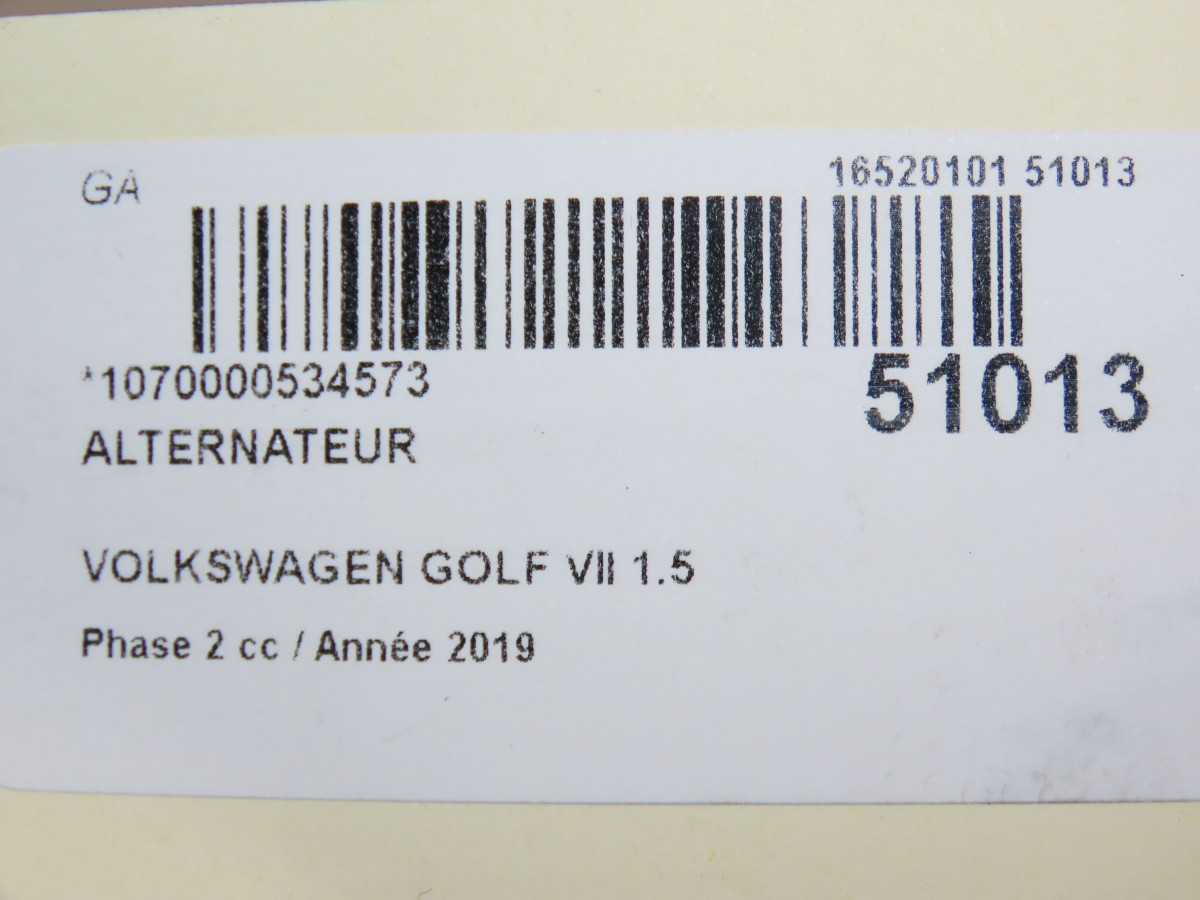 GA
16520101 51013
*1070000534573
51013
ALTERNATEUR
VOLKSWAGEN GOLF VII 1.5
Phase 2 cc / Année 2019